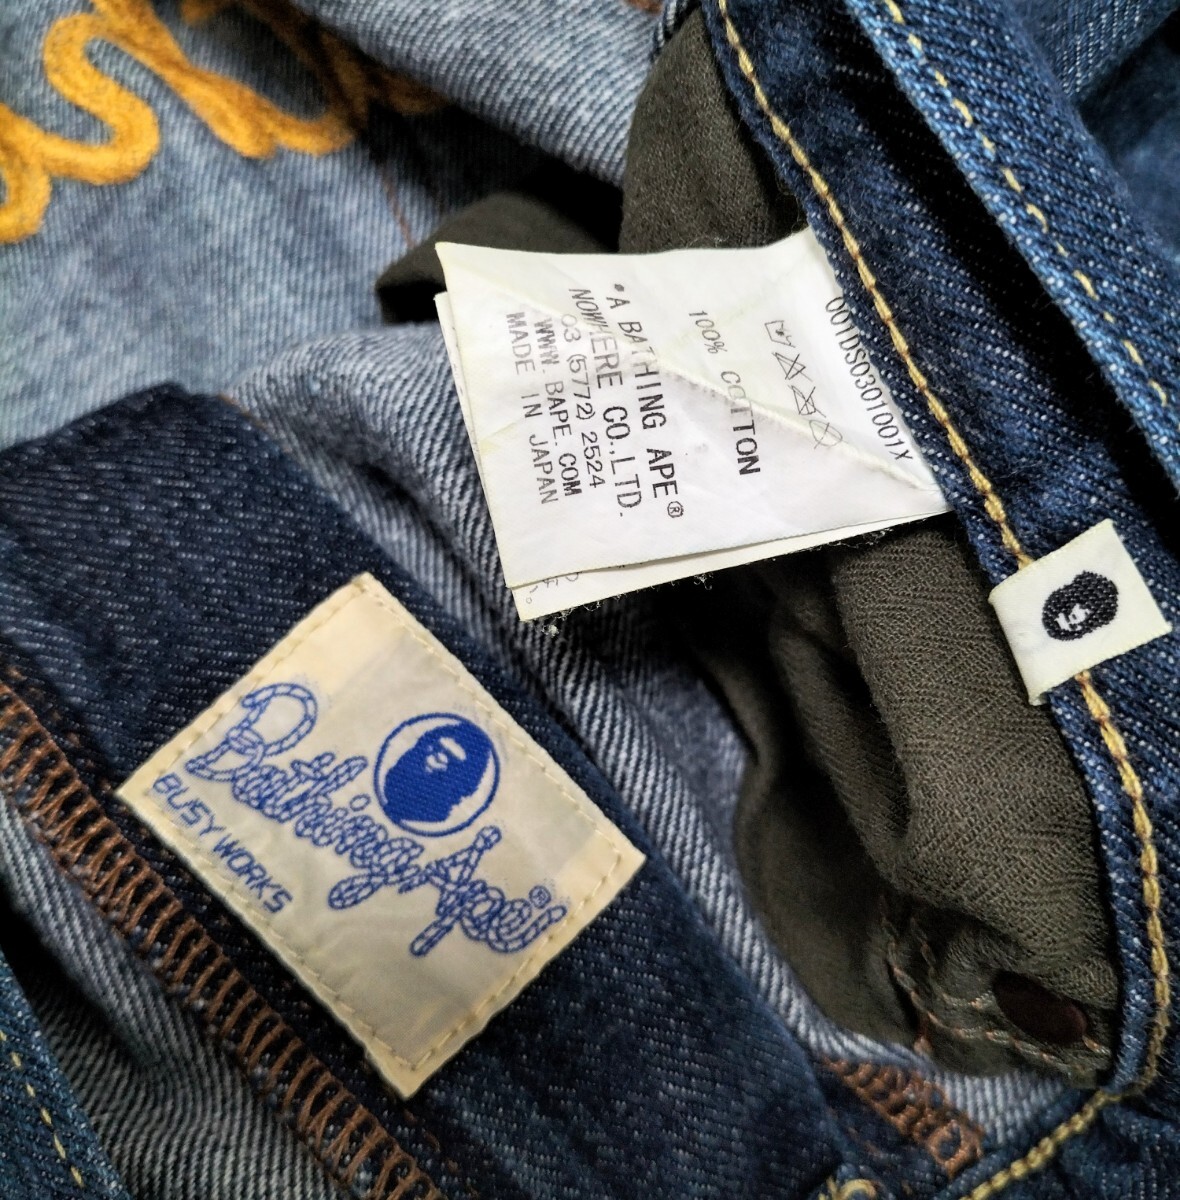 001DS0301001X
100% COTTON
*A BATHING APE®
NOWHERE CO.,LTD.
03 (5772) 2524
WWW. BAPE. COM
MADE IN JAPAN
Bathing Ape®
BUSY WORKS